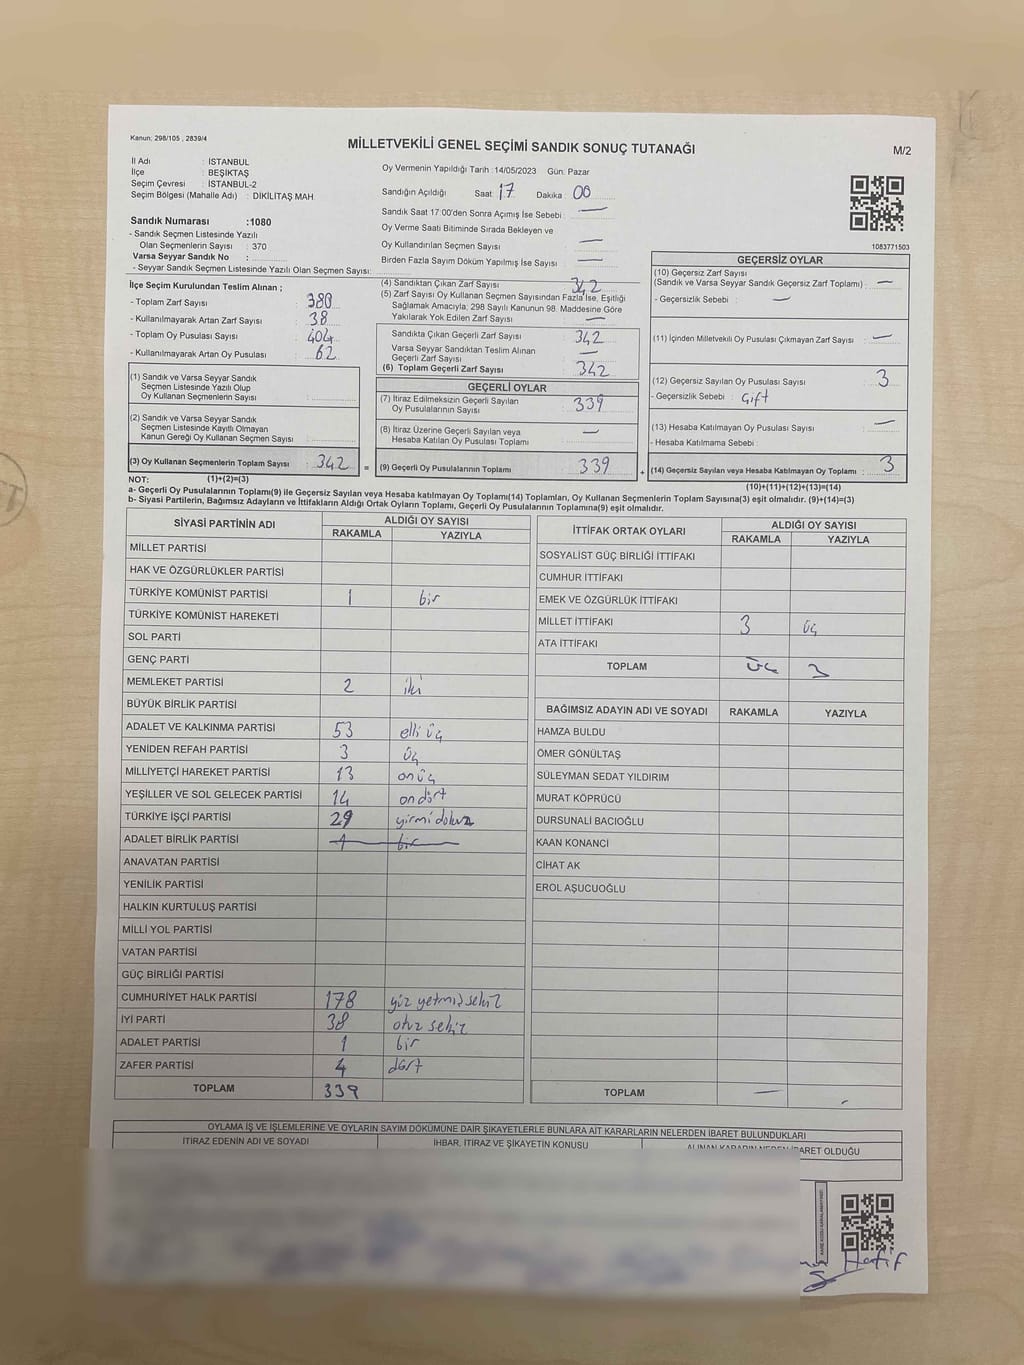 Kanun: 298/105 , 2839/4
MİLLETVEKİLİ GENEL SEÇİMİ SANDIK SONUÇ TUTANAĞI
M/2
İl Adı : İSTANBUL
İlçe : BEŞİKTAŞ
Seçim Çevresi : İSTANBUL-2
Seçim Bölgesi (Mahalle Adı) : DİKİLİTAŞ MAH
Sandık Numarası :1080
- Sandık Seçmen Listesinde Yazılı
Olan Seçmenlerin Sayısı : 370
Varsa Seyyar Sandık No :
- Seyyar Sandık Seçmen Listesinde Yazılı Olan Seçmen Sayısı:
Oy Vermenin Yapıldığı Tarih :14/05/2023 Gün: Pazar
Sandığın Açıldığı Saat 17 Dakika 00
Sandık Saat 17:00'den Sonra Açımış İse Sebebi : —
Oy Verme Saati Bitiminde Sırada Bekleyen ve
Oy Kullandırılan Seçmen Sayısı : —
Birden Fazla Sayım Döküm Yapılmış İse Sayısı : —
1083771503
İlçe Seçim Kurulundan Teslim Alınan ;
- Toplam Zarf Sayısı : 380
- Kullanılmayarak Artan Zarf Sayısı : 38
- Toplam Oy Pusulası Sayısı : 404
- Kullanılmayarak Artan Oy Pusulası : 62
(1) Sandık ve Varsa Seyyar Sandık
Seçmen Listesinde Yazılı Olup
Oy Kullanan Seçmenlerin Sayısı :
(2) Sandık ve Varsa Seyyar Sandık
Seçmen Listesinde Kayıtlı Olmayan
Kanun Gereği Oy Kullanan Seçmen Sayısı :
(3) Oy Kullanan Seçmenlerin Toplam Sayısı : 342 =
(1)+(2)=(3)
(4) Sandıktan Çıkan Zarf Sayısı : 342
(5) Zarf Sayısı Oy Kullanan Seçmen Sayısından Fazla İse, Eşitliği
Sağlamak Amacıyla; 298 Sayılı Kanunun 98. Maddesine Göre
Yakılarak Yok Edilen Zarf Sayısı : —
Sandıkta Çıkan Geçerli Zarf Sayısı : 342
Varsa Seyyar Sandıktan Teslim Alınan
Geçerli Zarf Sayısı : —
(6) Toplam Geçerli Zarf Sayısı : 342
GEÇERLİ OYLAR
(7) İtiraz Edilmeksizin Geçerli Sayılan
Oy Pusulalarının Sayısı : 339
(8) İtiraz Üzerine Geçerli Sayılan veya
Hesaba Katılan Oy Pusulası Toplamı : —
(9) Geçerli Oy Pusulalarının Toplamı : 339 +
GEÇERSİZ OYLAR
(10) Geçersiz Zarf Sayısı
(Sandık ve Varsa Seyyar Sandık Geçersiz Zarf Toplamı) : —
- Geçersizlik Sebebi : —
(11) İçinden Milletvekili Oy Pusulası Çıkmayan Zarf Sayısı : —
(12) Geçersiz Sayılan Oy Pusulası Sayısı : 3
- Geçersizlik Sebebi : Çift
(13) Hesaba Katılmayan Oy Pusulası Sayısı : —
- Hesaba Katılmama Sebebi :
(14) Geçersiz Sayılan veya Hesaba Katılmayan Oy Toplamı : 3
(10)+(11)+(12)+(13)=(14)
NOT:
a- Geçerli Oy Pusulalarının Toplamı(9) ile Geçersiz Sayılan veya Hesaba katılmayan Oy Toplamı(14) Toplamları, Oy Kullanan Seçmenlerin Toplam Sayısına(3) eşit olmalıdır. (9)+(14)=(3)
b- Siyasi Partilerin, Bağımsız Adayların ve İttifakların Aldığı Ortak Oyların Toplamı, Geçerli Oy Pusulalarının Toplamına(9) eşit olmalıdır.
SİYASİ PARTİNİN ADI ALDIĞI OY SAYISI
RAKAMLA YAZIYLA
MİLLET PARTİSİ
HAK VE ÖZGÜRLÜKLER PARTİSİ
TÜRKİYE KOMÜNİST PARTİSİ 1 bir
TÜRKİYE KOMÜNİST HAREKETİ
SOL PARTİ
GENÇ PARTİ
MEMLEKET PARTİSİ 2 iki
BÜYÜK BİRLİK PARTİSİ
ADALET VE KALKINMA PARTİSİ 53 elli üç
YENİDEN REFAH PARTİSİ 3 üç
MİLLİYETÇİ HAREKET PARTİSİ 13 onüç
YEŞİLLER VE SOL GELECEK PARTİSİ 14 ondört
TÜRKİYE İŞÇİ PARTİSİ 29 yirmi dokuz
ADALET BİRLİK PARTİSİ 1 bir
ANAVATAN PARTİSİ
YENİLİK PARTİSİ
HALKIN KURTULUŞ PARTİSİ
MİLLİ YOL PARTİSİ
VATAN PARTİSİ
GÜÇ BİRLİĞİ PARTİSİ
CUMHURİYET HALK PARTİSİ 178 yüz yetmiş sekiz
İYİ PARTİ 38 otuz sekiz
ADALET PARTİSİ 1 bir
ZAFER PARTİSİ 4 dört
TOPLAM 339
İTTİFAK ORTAK OYLARI ALDIĞI OY SAYISI
RAKAMLA YAZIYLA
SOSYALİST GÜÇ BİRLİĞİ İTTİFAKI
CUMHUR İTTİFAKI
EMEK VE ÖZGÜRLÜK İTTİFAKI
MİLLET İTTİFAKI 3 üç
ATA İTTİFAKI
TOPLAM üç 3
BAĞIMSIZ ADAYIN ADI VE SOYADI RAKAMLA YAZIYLA
HAMZA BULDU
ÖMER GÖNÜLTAŞ
SÜLEYMAN SEDAT YILDIRIM
MURAT KÖPRÜCÜ
DURSUNALİ BACIOĞLU
KAAN KONANCİ
CİHAT AK
EROL AŞUCUOĞLU
TOPLAM —
OYLAMA İŞ VE İŞLEMLERİNE VE OYLARIN SAYIM DÖKÜMÜNE DAİR ŞİKAYETLERLE BUNLARA AİT KARARLARIN NELERDEN İBARET BULUNDUKLARI
İTİRAZ EDENİN ADI VE SOYADI İHBAR, İTİRAZ VE ŞİKAYETİN KONUSU ALINAN KARARIN NEDEN İBARET OLDUĞU